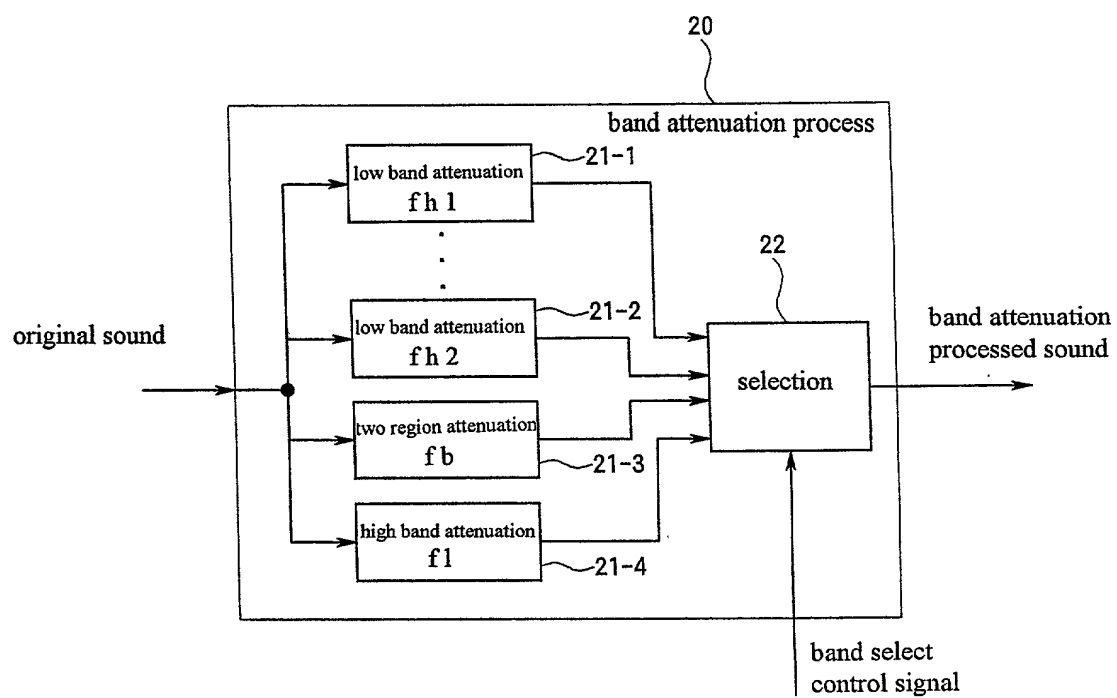 20
band attenuation process
21-1
low band attenuation
fh1
22
21-2
low band attenuation
fh2
original sound
band attenuation
processed sound
selection
two region attenuation
fb
21-3
high band attenuation
fl
21-4
band select
control signal